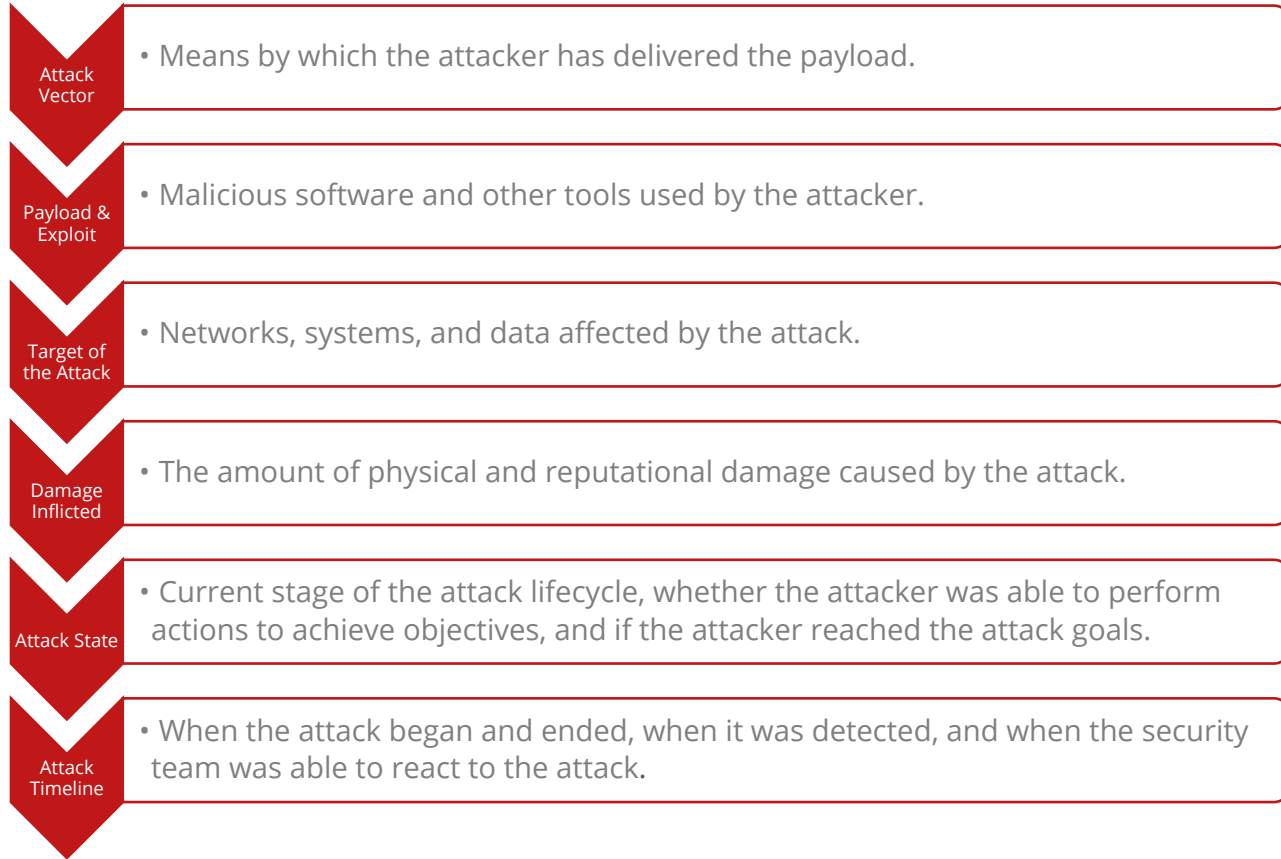 Attack
Vector
• Means by which the attacker has delivered the payload.
Payload &
Exploit
• Malicious software and other tools used by the attacker.
Target of
the Attack
• Networks, systems, and data affected by the attack.
Damage
Inflicted
• The amount of physical and reputational damage caused by the attack.
Attack State
• Current stage of the attack lifecycle, whether the attacker was able to perform
actions to achieve objectives, and if the attacker reached the attack goals.
Attack
Timeline
• When the attack began and ended, when it was detected, and when the security
team was able to react to the attack.